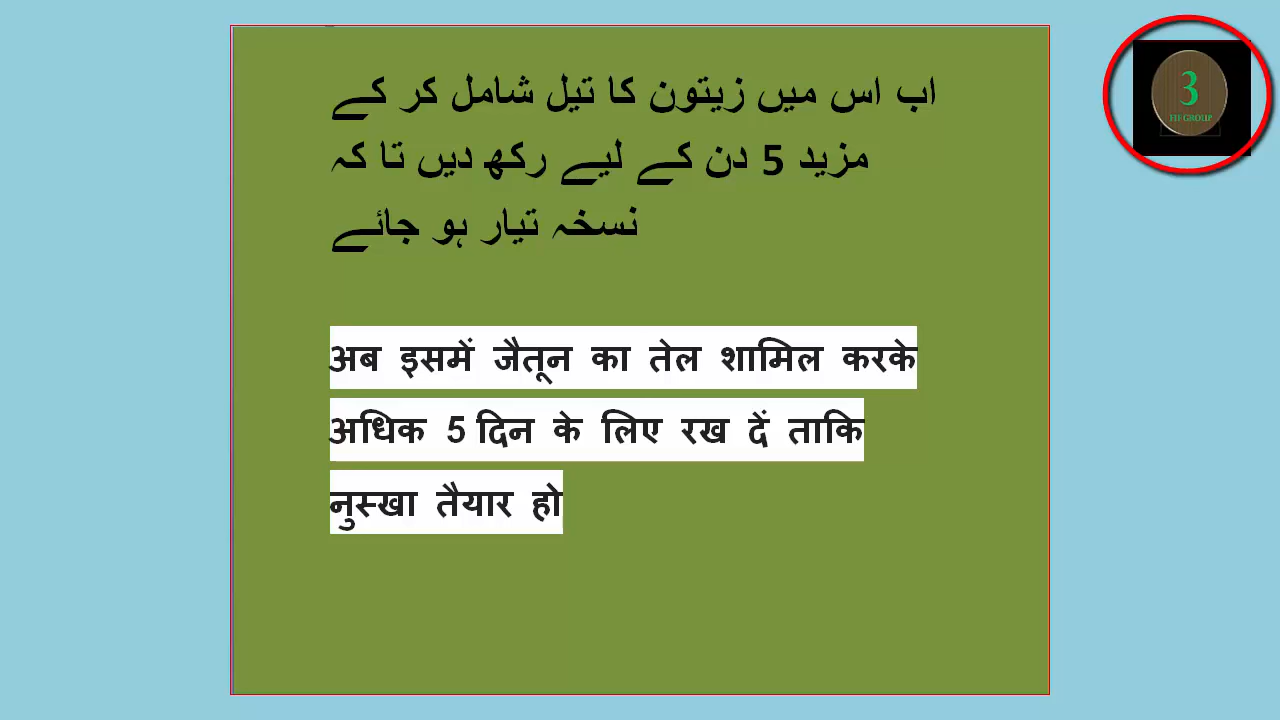 اب اس میں زیتون کا تیل شامل کر کے
مزید 5 دن کے لیے رکھ دیں تا کہ
نسخہ تیار ہو جائے
अब इसमें जैतून का तेल शामिल करके
अधिक 5 दिन के लिए रख दें ताकि
नुस्खा तैयार हो
3
GROUP